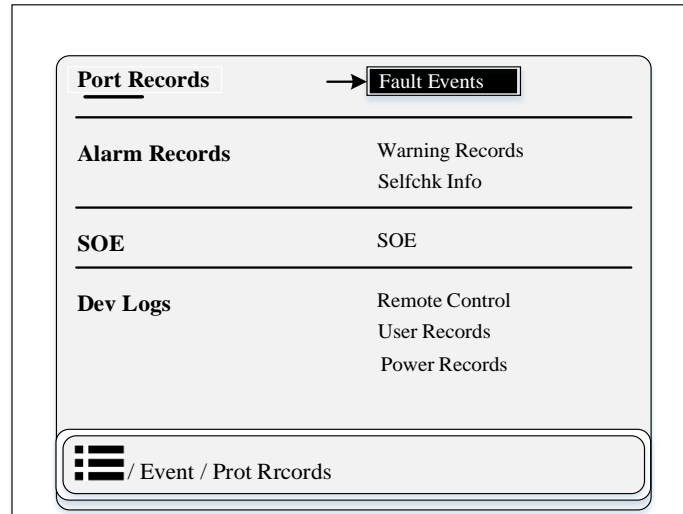 Port Records Fault Events
Alarm Records Warning Records
Selfchk Info
SOE SOE
Dev Logs Remote Control
User Records
Power Records
/ Event / Prot Rrcords